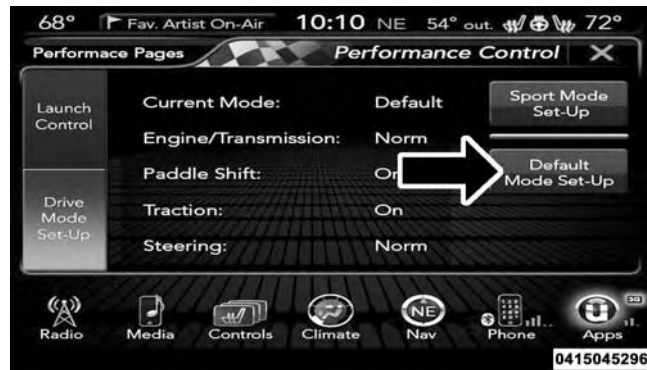 68° Fav. Artist On-Air 10:10 NE 54° out. 72°
Performace Pages Performance Control X
Launch
Control
Current Mode: Default
Sport Mode
Set-Up
Engine/Transmission: Norm
Paddle Shift:
Default
Mode Set-Up
Drive
Mode
Set-Up
Traction: On
Steering: Norm
Radio Media Controls Climate NE Nav Phone 3G Apps
0415045296